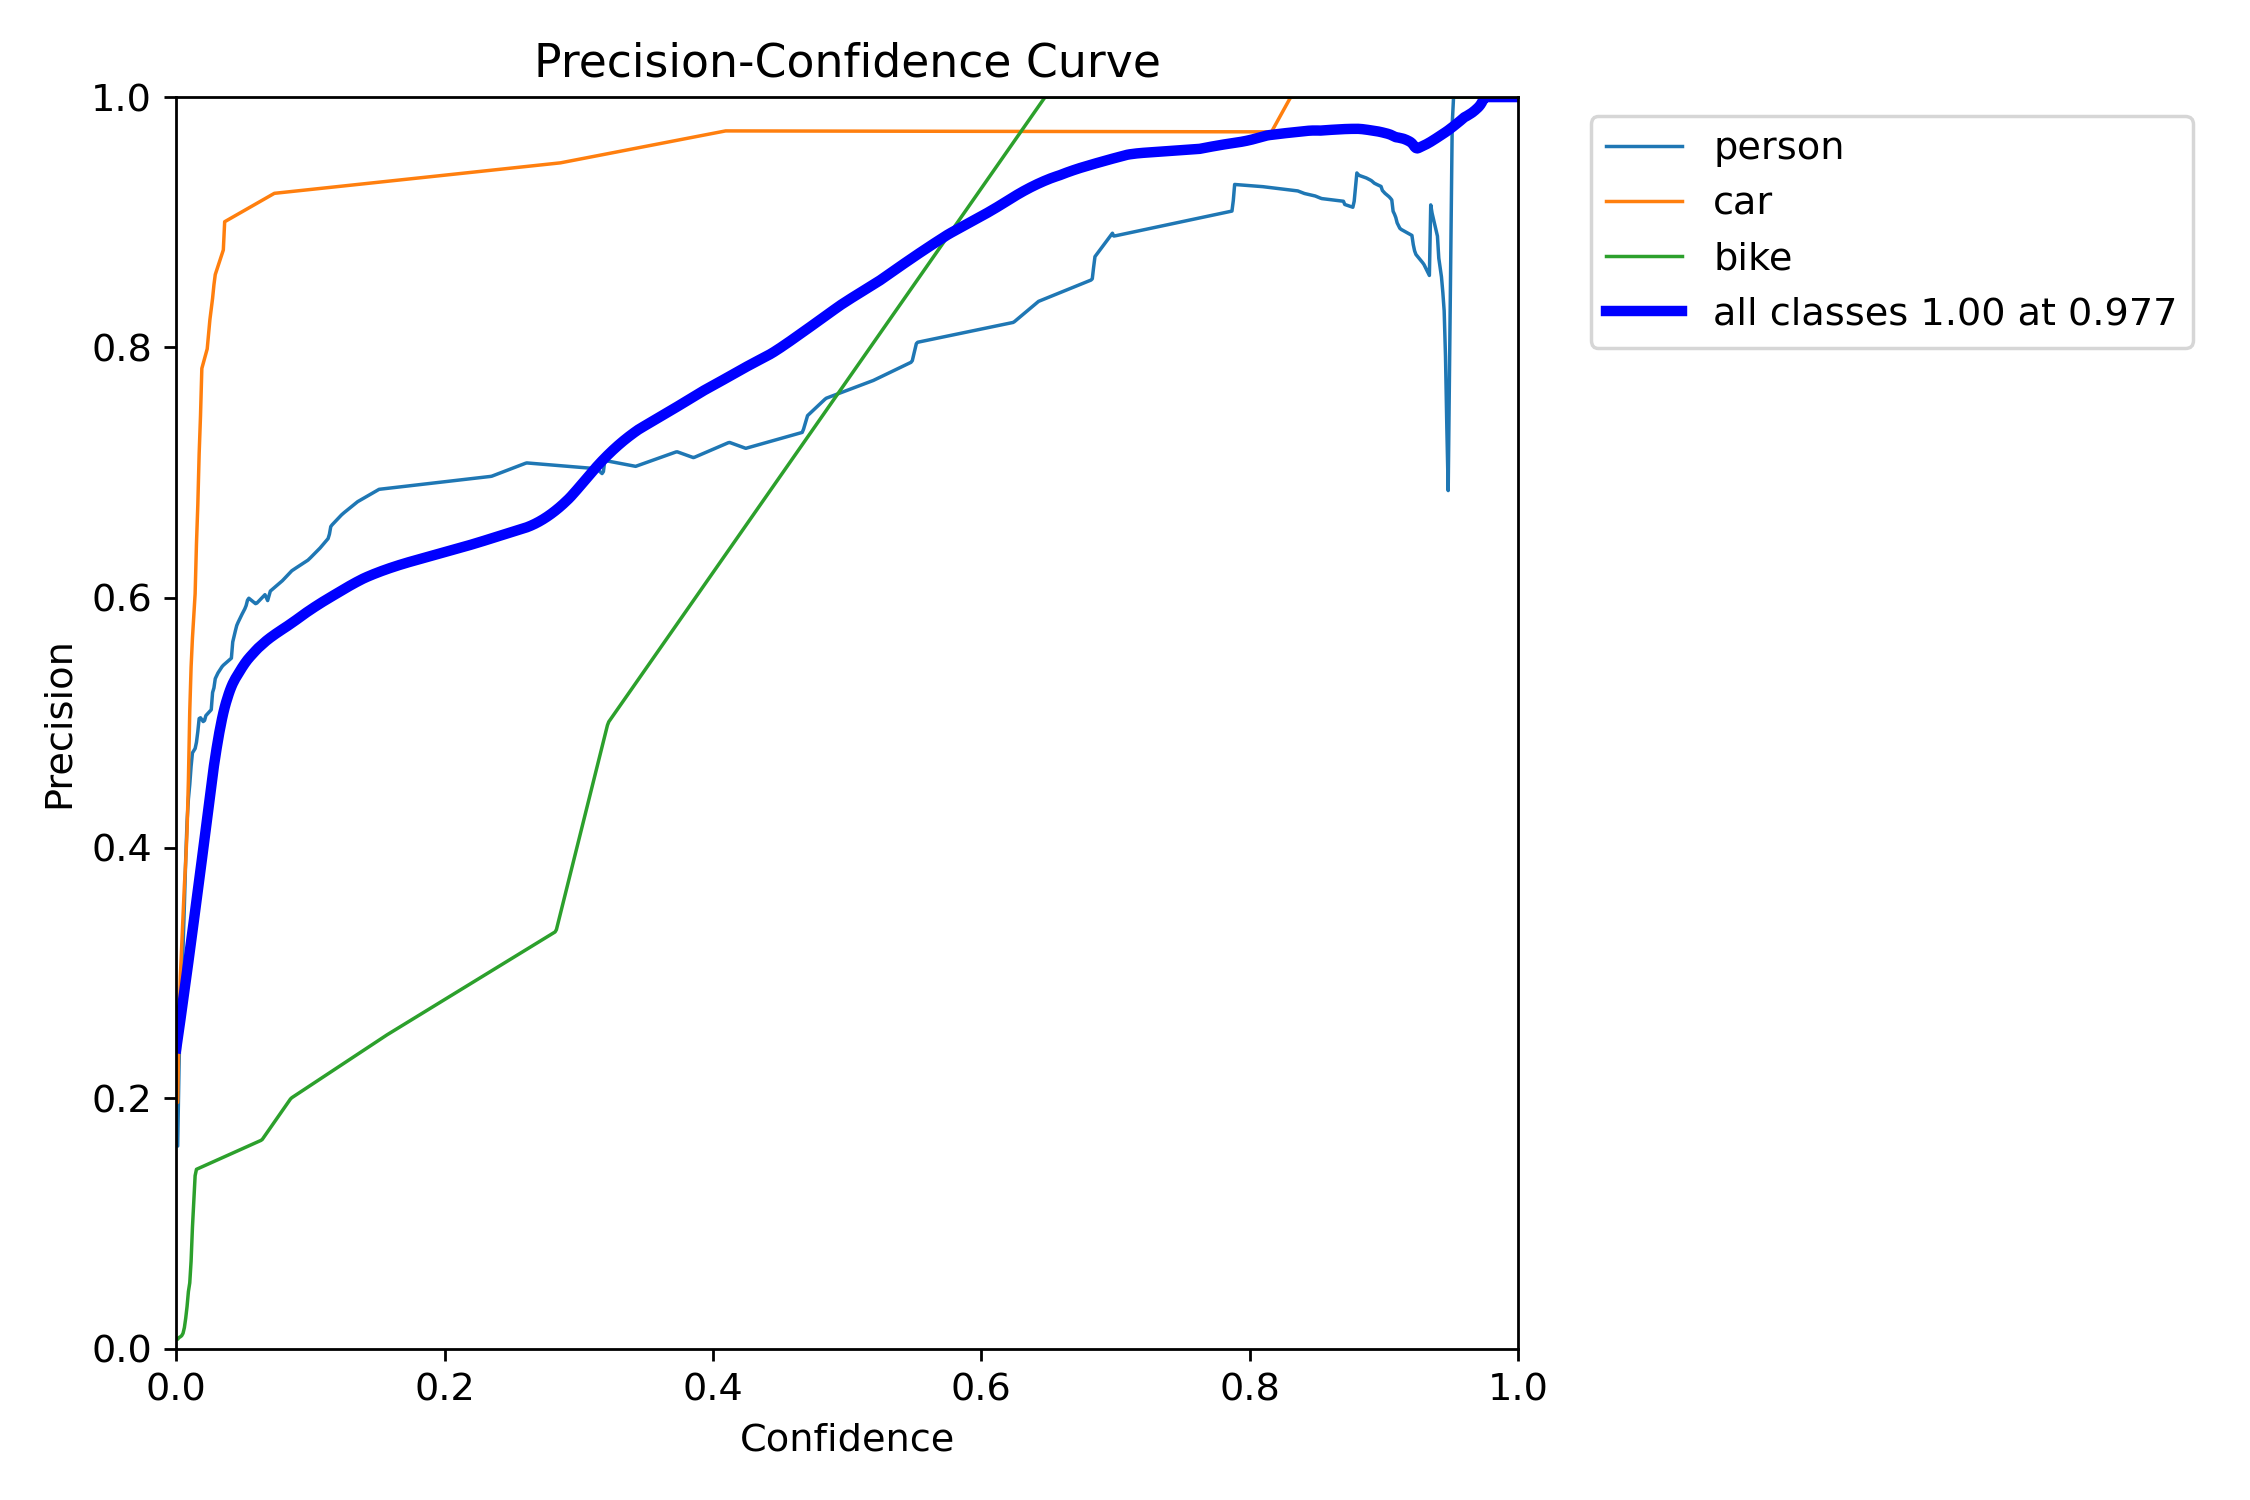 Precision-Confidence Curve
1.0
0.8
0.6
0.4
0.2
0.0
Precision
0.0 0.2 0.4 0.6 0.8 1.0
Confidence
person
car
bike
all classes 1.00 at 0.977